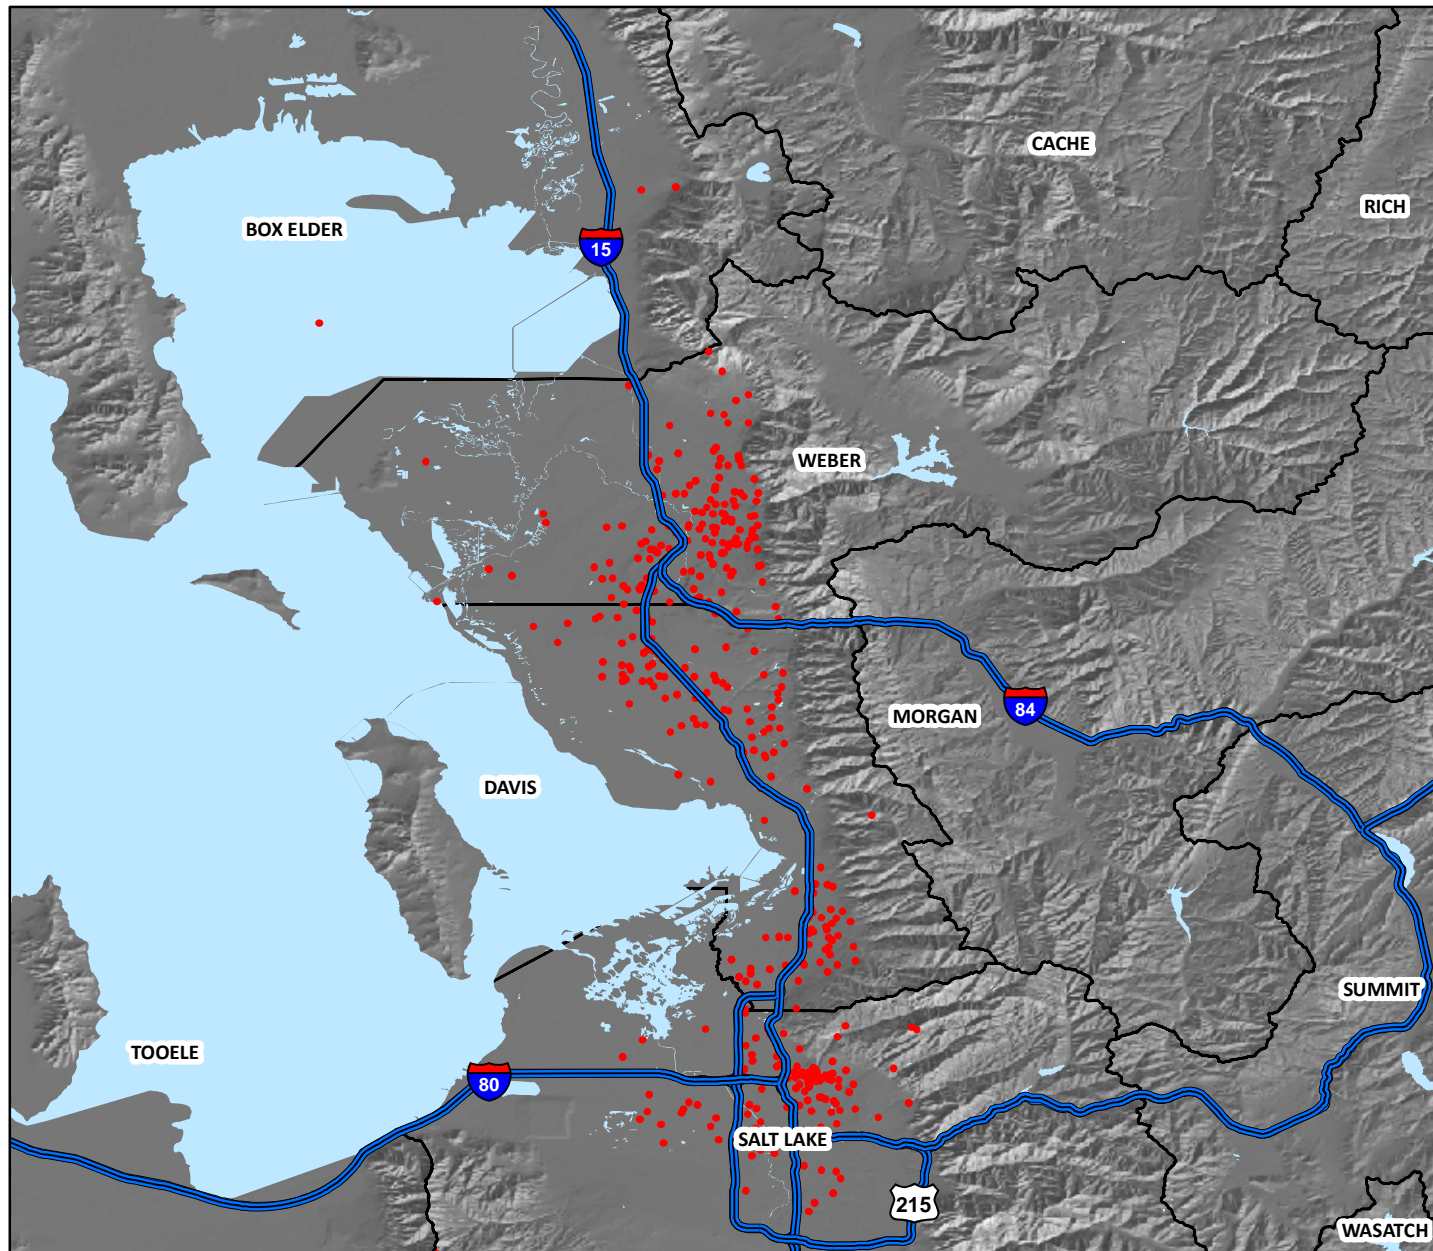 CACHE
RICH
BOX ELDER
15
WEBER
84
MORGAN
DAVIS
SUMMIT
TOOELE
80
SALT LAKE
215
WASATCH